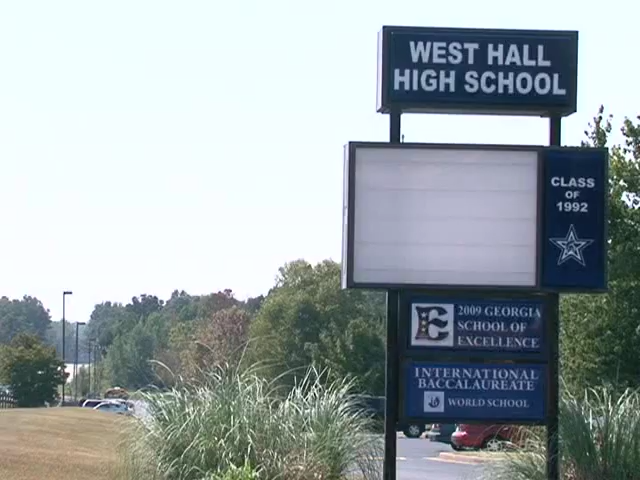 WEST HALL
HIGH SCHOOL
CLASS
OF
1992
2009 GEORGIA
SCHOOL OF
EXCELLENCE
INTERNATIONAL
BACCALAUREATE
WORLD SCHOOL